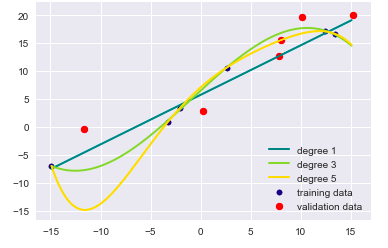 20
15
10
5
0
−5
−10
−15
degree 1
degree 3
degree 5
training data
validation data
−15 −10 −5 0 5 10 15